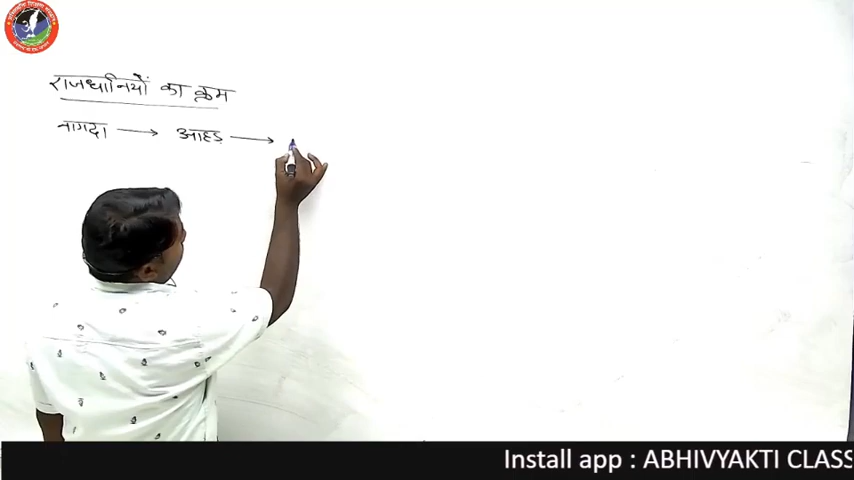 राजधानियों का क्रम
नागदा → आहड़ →
Install app : ABHIVYAKTI CLASS